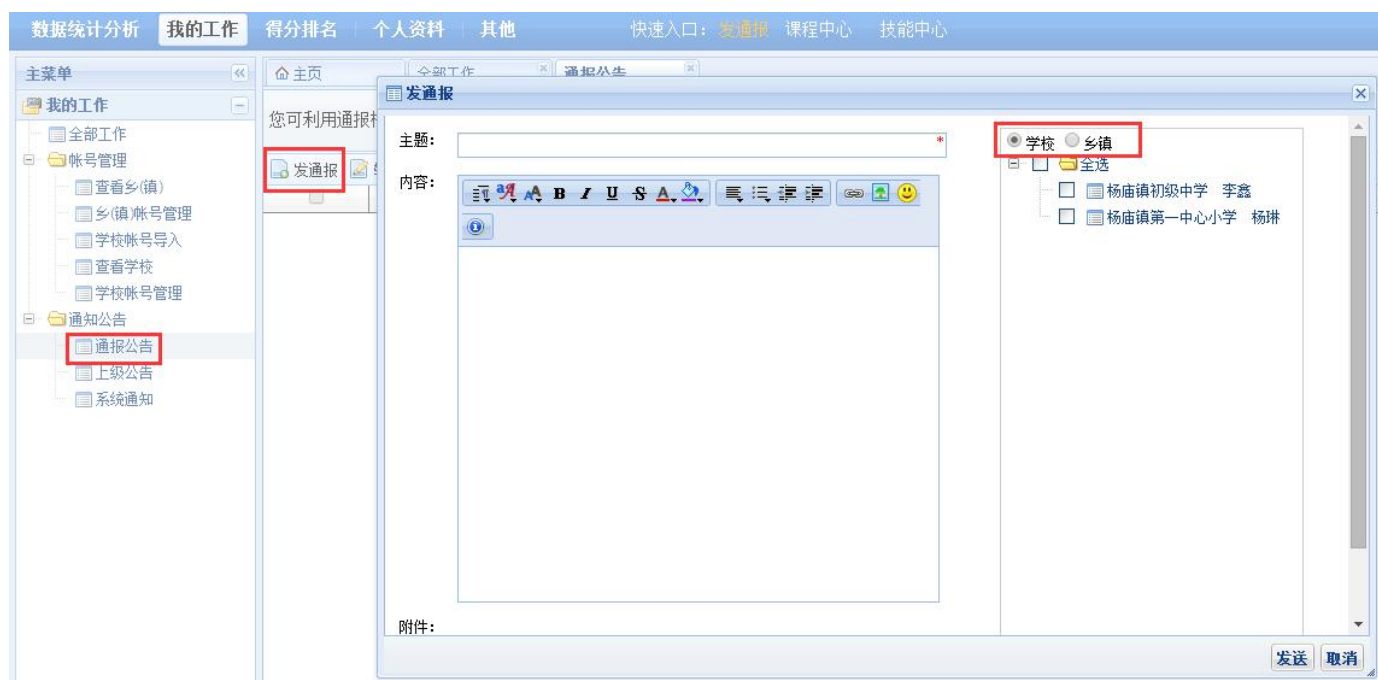 数据统计分析 我的工作 得分排名 个人资料 其他 快速入口：发通报 课程中心 技能中心
主菜单
我的工作
全部工作
帐号管理
查看乡(镇)
乡(镇)帐号管理
学校帐号导入
查看学校
学校帐号管理
通知公告
通报公告
上级公告
系统通知
主页 全部工作 通报公告
您可利用通报
发通报
发通报
主题： *
内容：
B I U S A
附件：
学校 乡镇
全选
杨庙镇初级中学 李鑫
杨庙镇第一中心小学 杨琳
发送 取消